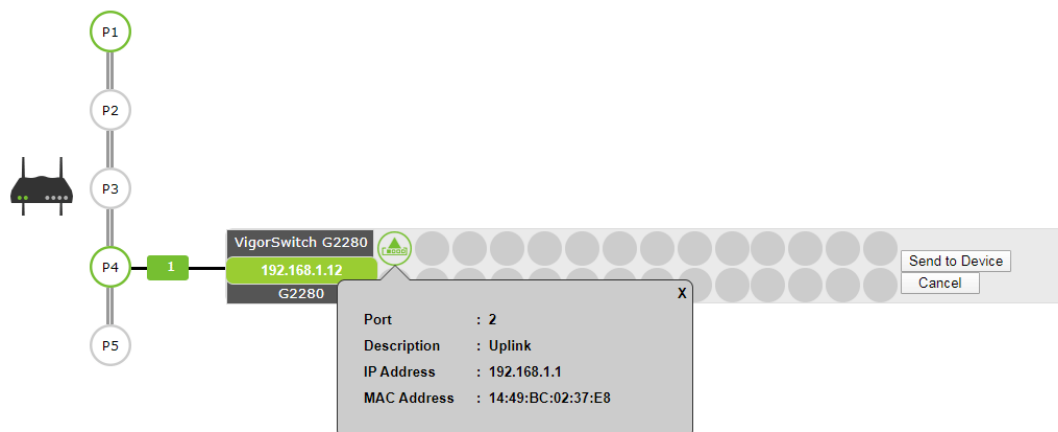 P1
P2
P3
P4
P5
1
VigorSwitch G2280
192.168.1.12
G2280
Send to Device
Cancel
X
Port : 2
Description : Uplink
IP Address : 192.168.1.1
MAC Address : 14:49:BC:02:37:E8